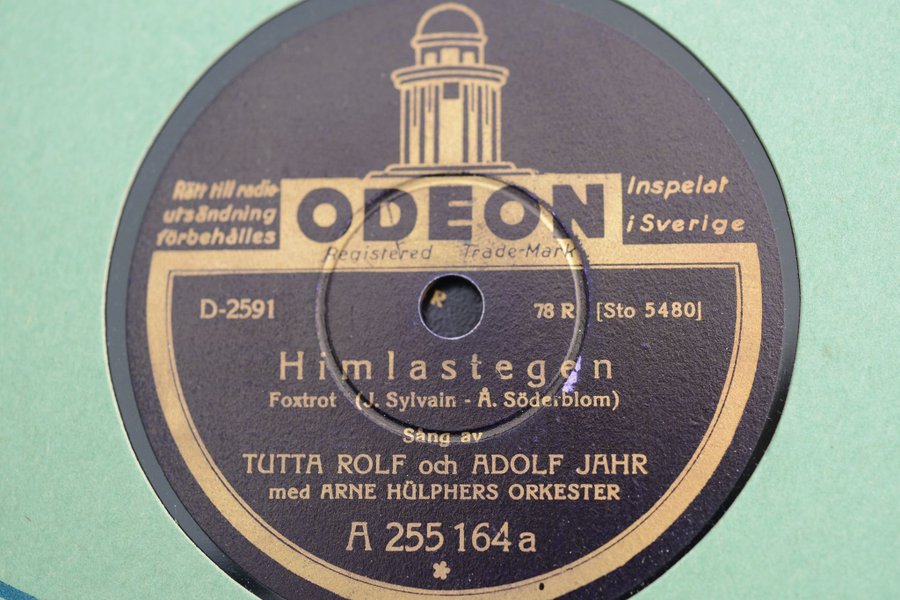 Rätt till radio-
utsändning
förbehålles
ODEON
Inspelat
i Sverige
Registered Trade-Mark
D-2591
R
78 R [Sto 5480]
Himlastegen
Foxtrot (J. Sylvain - Å. Söderblom)
Sång av
TUTTA ROLF och ADOLF JAHR
med ARNE HÜLPHERS ORKESTER
A 255 164 a